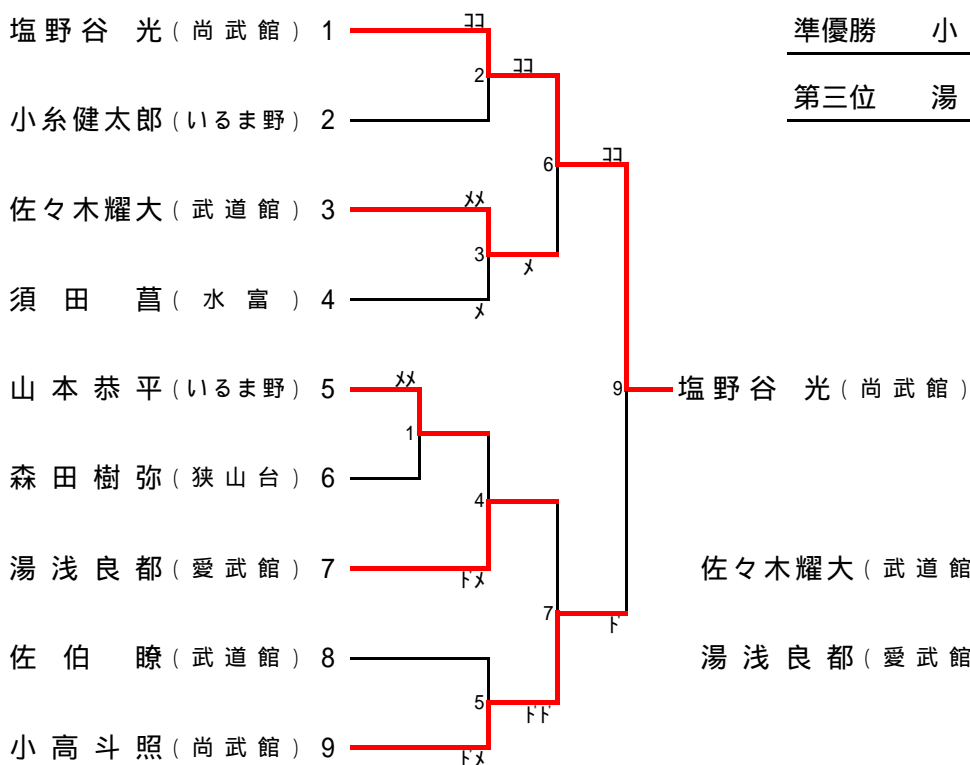 塩野谷 光(尚武館) 1
ココ
準優勝 小
2
ココ
第三位 湯
小糸健太郎(いるま野) 2
6
ココ
佐々木耀大(武道館) 3
メメ
3
メ
須田 菖(水富) 4
メ
山本恭平(いるま野) 5
メメ
9
塩野谷 光(尚武館)
1
森田樹弥(狭山台) 6
4
湯浅良都(愛武館) 7
ドメ
佐々木耀大(武道館
7
ド
佐伯 瞭(武道館) 8
湯浅良都(愛武館
5
ドド
小高斗照(尚武館) 9
ドメ